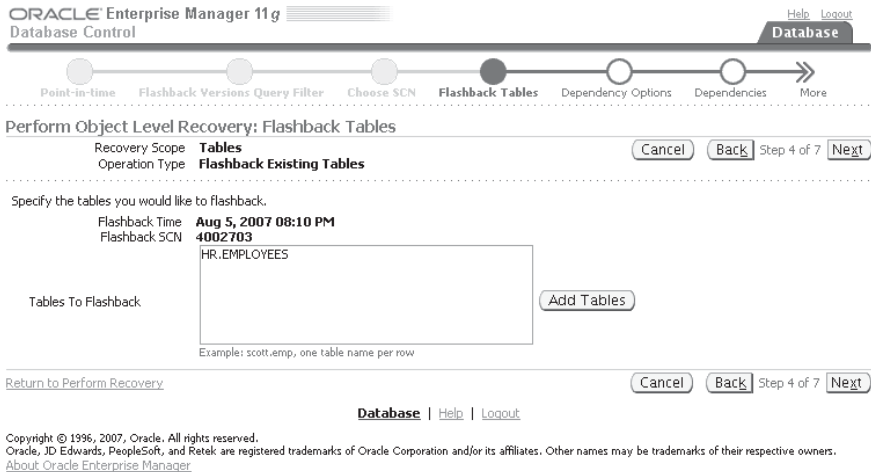 ORACLE Enterprise Manager 11g
Database Control
Help Logout
Database
Point-in-time Flashback Versions Query Filter Choose SCN Flashback Tables Dependency Options Dependencies More
Perform Object Level Recovery: Flashback Tables
Recovery Scope Tables
Operation Type Flashback Existing Tables
Cancel Back Step 4 of 7 Next
Specify the tables you would like to flashback.
Flashback Time Aug 5, 2007 08:10 PM
Flashback SCN 4002703
HR.EMPLOYEES
Tables To Flashback
Add Tables
Example: scott.emp, one table name per row
Return to Perform Recovery
Cancel Back Step 4 of 7 Next
Database | Help | Logout
Copyright © 1996, 2007, Oracle. All rights reserved.
Oracle, JD Edwards, PeopleSoft, and Retek are registered trademarks of Oracle Corporation and/or its affiliates. Other names may be trademarks of their respective owners.
About Oracle Enterprise Manager